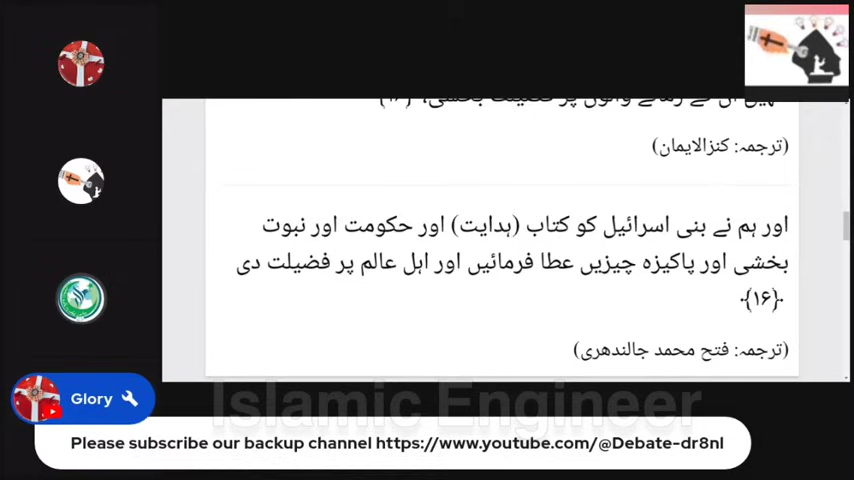 (ترجمہ: کنزالایمان)
اور ہم نے بنی اسرائیل کو کتاب (ہدایت) اور حکومت اور نبوت
بخشی اور پاکیزہ چیزیں عطا فرمائیں اور اہل عالم پر فضیلت دی
﴿۱۶﴾
(ترجمہ: فتح محمد جالندھری)
Glory
Islamic Engineer
Please subscribe our backup channel https://www.youtube.com/@Debate-dr8nl